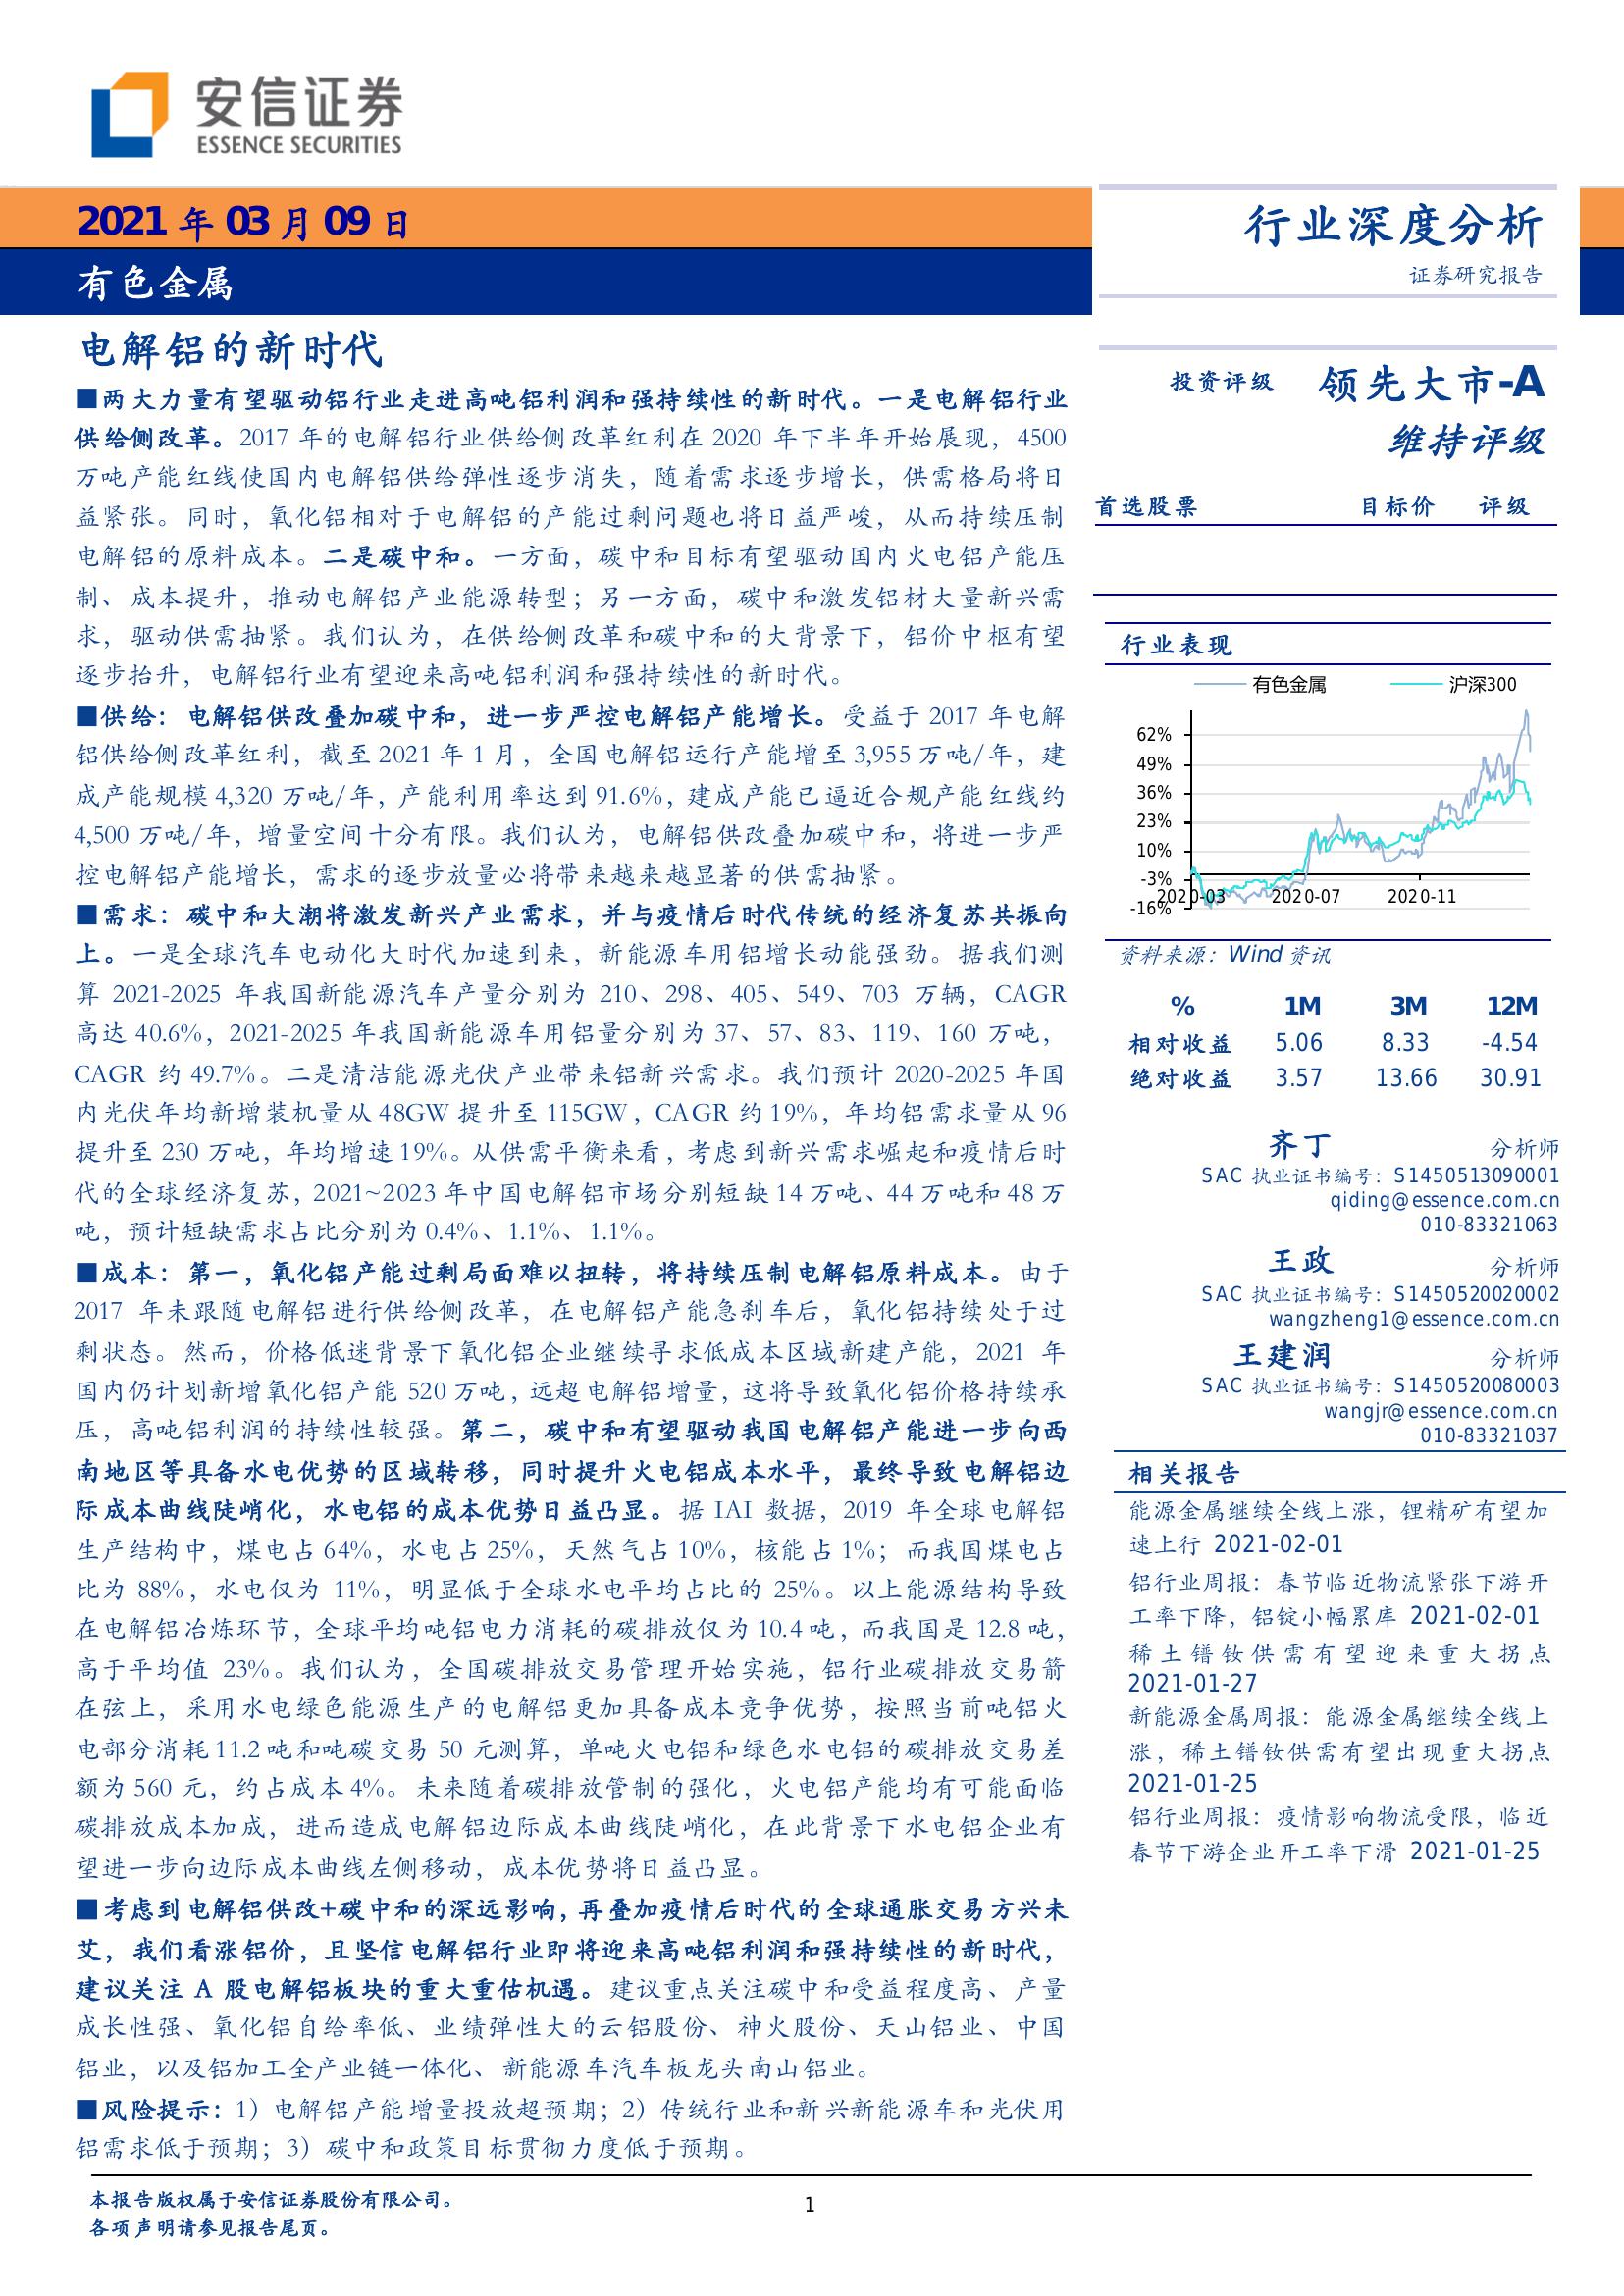 安信证券
ESSENCE SECURITIES
2021 年 03 月 09 日
有色金属
行业深度分析
证券研究报告
电解铝的新时代
■两大力量有望驱动铝行业走进高吨铝利润和强持续性的新时代。一是电解铝行业
供给侧改革。2017 年的电解铝行业供给侧改革红利在 2020 年下半年开始展现，4500
万吨产能红线使国内电解铝供给弹性逐步消失，随着需求逐步增长，供需格局将日
益紧张。同时，氧化铝相对于电解铝的产能过剩问题也将日益严峻，从而持续压制
电解铝的原料成本。二是碳中和。一方面，碳中和目标有望驱动国内火电铝产能压
制、成本提升，推动电解铝产业能源转型；另一方面，碳中和激发铝材大量新兴需
求，驱动供需抽紧。我们认为，在供给侧改革和碳中和的大背景下，铝价中枢有望
逐步抬升，电解铝行业有望迎来高吨铝利润和强持续性的新时代。
■供给：电解铝供改叠加碳中和，进一步严控电解铝产能增长。受益于 2017 年电解
铝供给侧改革红利，截至 2021 年 1 月，全国电解铝运行产能增至 3,955 万吨/年，建
成产能规模 4,320 万吨/年，产能利用率达到 91.6%，建成产能已逼近合规产能红线约
4,500 万吨/年，增量空间十分有限。我们认为，电解铝供改叠加碳中和，将进一步严
控电解铝产能增长，需求的逐步放量必将带来越来越显著的供需抽紧。
■需求：碳中和大潮将激发新兴产业需求，并与疫情后时代传统的经济复苏共振向
上。一是全球汽车电动化大时代加速到来，新能源车用铝增长动能强劲。据我们测
算 2021-2025 年我国新能源汽车产量分别为 210、298、405、549、703 万辆，CAGR
高达 40.6%，2021-2025 年我国新能源车用铝量分别为 37、57、83、119、160 万吨，
CAGR 约 49.7%。二是清洁能源光伏产业带来铝新兴需求。我们预计 2020-2025 年国
内光伏年均新增装机量从 48GW 提升至 115GW，CAGR 约 19%，年均铝需求量从 96
提升至 230 万吨，年均增速 19%。从供需平衡来看，考虑到新兴需求崛起和疫情后时
代的全球经济复苏，2021~2023 年中国电解铝市场分别短缺 14 万吨、44 万吨和 48 万
吨，预计短缺需求占比分别为 0.4%、1.1%、1.1%。
■成本：第一，氧化铝产能过剩局面难以扭转，将持续压制电解铝原料成本。由于
2017 年未跟随电解铝进行供给侧改革，在电解铝产能急刹车后，氧化铝持续处于过
剩状态。然而，价格低迷背景下氧化铝企业继续寻求低成本区域新建产能，2021 年
国内仍计划新增氧化铝产能 520 万吨，远超电解铝增量，这将导致氧化铝价格持续承
压，高吨铝利润的持续性较强。第二，碳中和有望驱动我国电解铝产能进一步向西
南地区等具备水电优势的区域转移，同时提升火电铝成本水平，最终导致电解铝边
际成本曲线陡峭化，水电铝的成本优势日益凸显。据 IAI 数据，2019 年全球电解铝
生产结构中，煤电占 64%，水电占 25%，天然气占 10%，核能占 1%；而我国煤电占
比为 88%，水电仅为 11%，明显低于全球水电平均占比的 25%。以上能源结构导致
在电解铝冶炼环节，全球平均吨铝电力消耗的碳排放仅为 10.4 吨，而我国是 12.8 吨，
高于平均值 23%。我们认为，全国碳排放交易管理开始实施，铝行业碳排放交易箭
在弦上，采用水电绿色能源生产的电解铝更加具备成本竞争优势，按照当前吨铝火
电部分消耗 11.2 吨和吨碳交易 50 元测算，单吨火电铝和绿色水电铝的碳排放交易差
额为 560 元，约占成本 4%。未来随着碳排放管制的强化，火电铝产能均有可能面临
碳排放成本加成，进而造成电解铝边际成本曲线陡峭化，在此背景下水电铝企业有
望进一步向边际成本曲线左侧移动，成本优势将日益凸显。
■考虑到电解铝供改+碳中和的深远影响，再叠加疫情后时代的全球通胀交易方兴未
艾，我们看涨铝价，且坚信电解铝行业即将迎来高吨铝利润和强持续性的新时代，
建议关注 A 股电解铝板块的重大重估机遇。建议重点关注碳中和受益程度高、产量
成长性强、氧化铝自给率低、业绩弹性大的云铝股份、神火股份、天山铝业、中国
铝业，以及铝加工全产业链一体化、新能源车汽车板龙头南山铝业。
■风险提示：1）电解铝产能增量投放超预期；2）传统行业和新兴新能源车和光伏用
铝需求低于预期；3）碳中和政策目标贯彻力度低于预期。
投资评级 领先大市-A
维持评级
首选股票 目标价 评级
行业表现
有色金属 沪深300
62%
49%
36%
23%
10%
-3%
-16%
2020-03 2020-07 2020-11
资料来源：Wind 资讯
% 1M 3M 12M
相对收益 5.06 8.33 -4.54
绝对收益 3.57 13.66 30.91
齐丁 分析师
SAC 执业证书编号：S1450513090001
qiding@essence.com.cn
010-83321063
王政 分析师
SAC 执业证书编号：S1450520020002
wangzheng1@essence.com.cn
王建润 分析师
SAC 执业证书编号：S1450520080003
wangjr@essence.com.cn
010-83321037
相关报告
能源金属继续全线上涨，锂精矿有望加
速上行 2021-02-01
铝行业周报：春节临近物流紧张下游开
工率下降，铝锭小幅累库 2021-02-01
稀土镨钕供需有望迎来重大拐点
2021-01-27
新能源金属周报：能源金属继续全线上
涨，稀土镨钕供需有望出现重大拐点
2021-01-25
铝行业周报：疫情影响物流受限，临近
春节下游企业开工率下滑 2021-01-25
本报告版权属于安信证券股份有限公司。
各项声明请参见报告尾页。
1